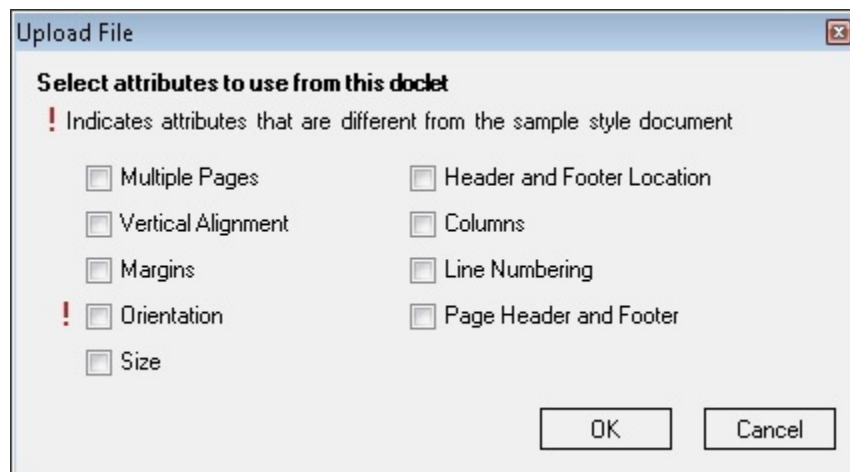 Upload File
Select attributes to use from this doclet
! Indicates attributes that are different from the sample style document
Multiple Pages
Vertical Alignment
Margins
! Orientation
Size
Header and Footer Location
Columns
Line Numbering
Page Header and Footer
OK
Cancel